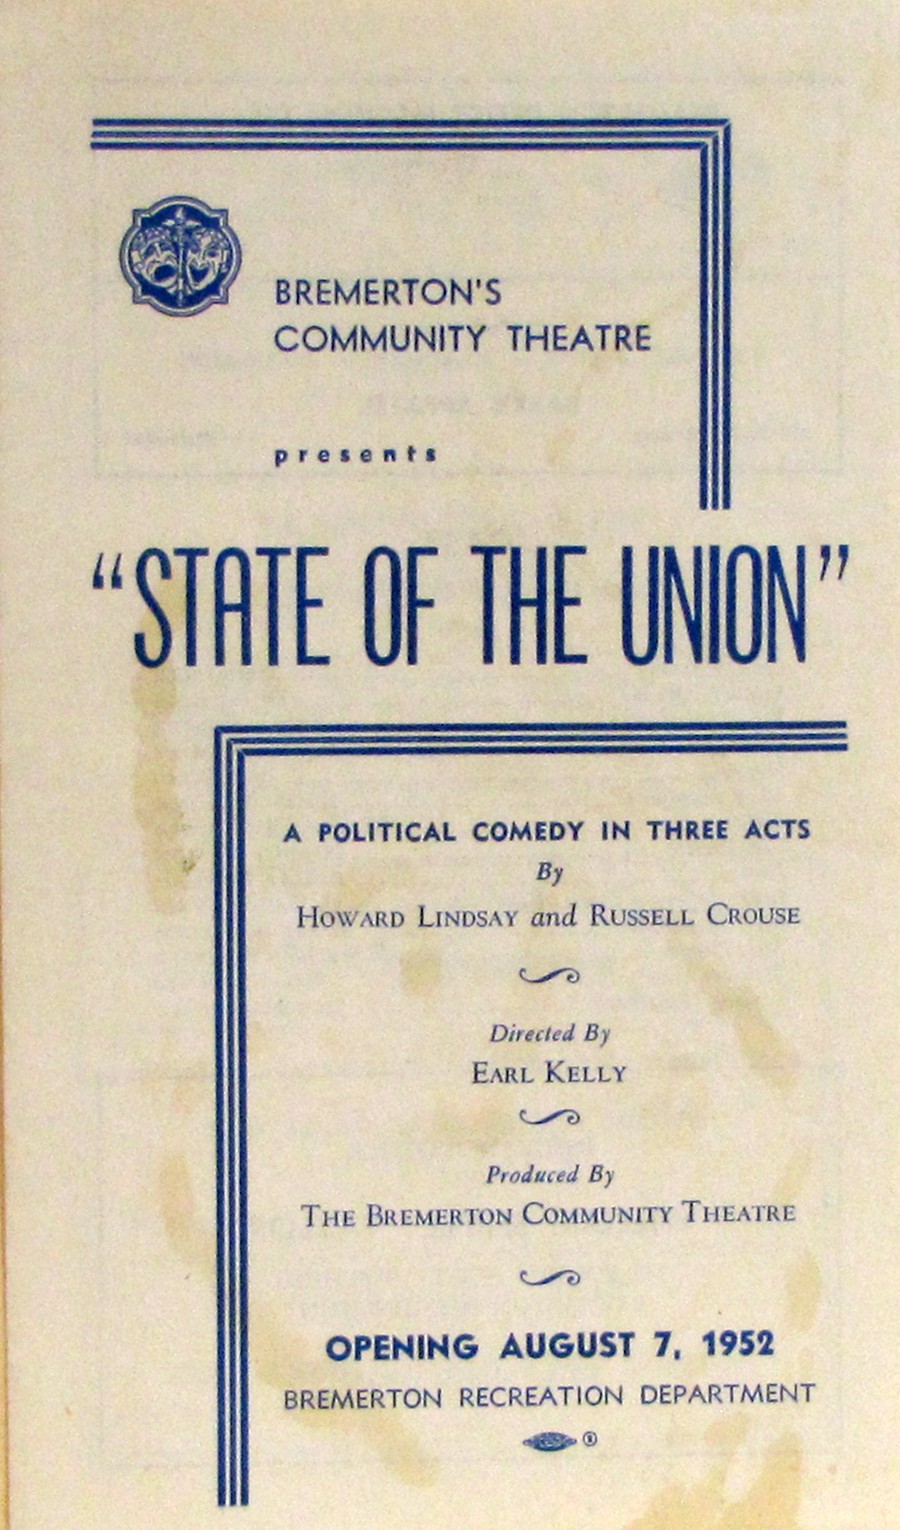 BREMERTON'S
COMMUNITY THEATRE
presents
“STATE OF THE UNION”
A POLITICAL COMEDY IN THREE ACTS
By
HOWARD LINDSAY and RUSSELL CROUSE
Directed By
EARL KELLY
Produced By
THE BREMERTON COMMUNITY THEATRE
OPENING AUGUST 7, 1952
BREMERTON RECREATION DEPARTMENT